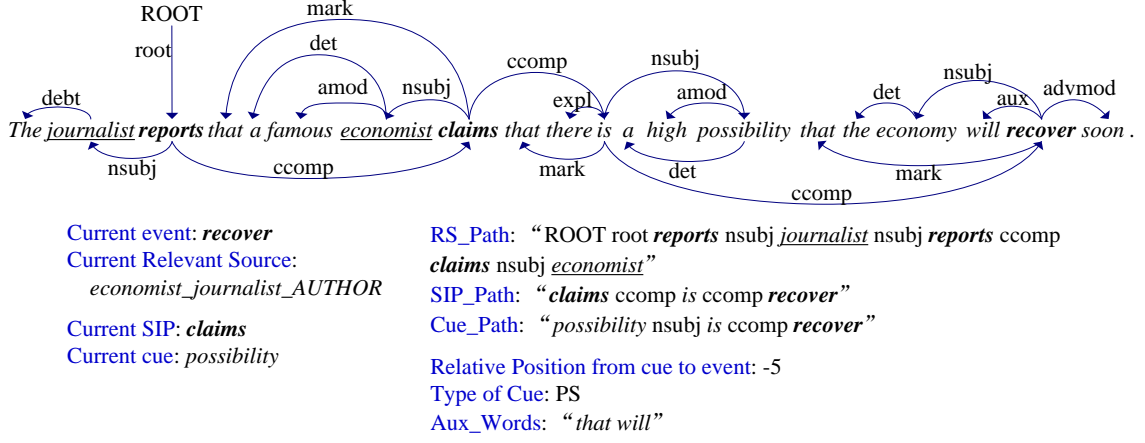 ROOT
root
mark
det
amod
nsubj
ccomp
nsubj
expl
amod
nsubj
det
aux
advmod
debt
The journalist reports that a famous economist claims that there is a high possibility that the economy will recover soon .
nsubj
ccomp
mark
det
ccomp
mark
Current event: recover
Current Relevant Source:
economist_journalist_AUTHOR
Current SIP: claims
Current cue: possibility
RS_Path: “ROOT root reports nsubj journalist nsubj reports ccomp
claims nsubj economist”
SIP_Path: “claims ccomp is ccomp recover”
Cue_Path: “possibility nsubj is ccomp recover”
Relative Position from cue to event: -5
Type of Cue: PS
Aux_Words: “that will”